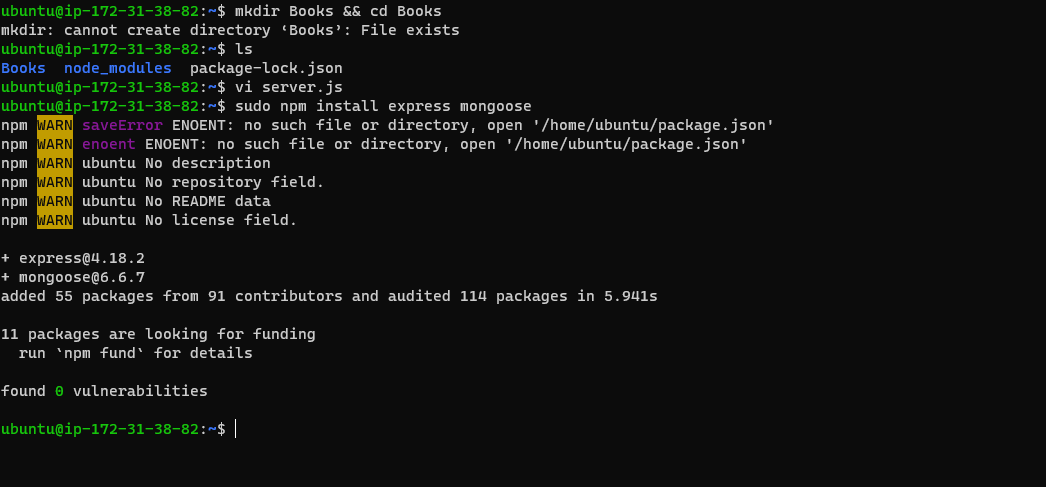 ubuntu@ip-172-31-38-82:~$ mkdir Books && cd Books
mkdir: cannot create directory ‘Books’: File exists
ubuntu@ip-172-31-38-82:~$ ls
Books  node_modules  package-lock.json
ubuntu@ip-172-31-38-82:~$ vi server.js
ubuntu@ip-172-31-38-82:~$ sudo npm install express mongoose
npm WARN saveError ENOENT: no such file or directory, open '/home/ubuntu/package.json'
npm WARN enoent ENOENT: no such file or directory, open '/home/ubuntu/package.json'
npm WARN ubuntu No description
npm WARN ubuntu No repository field.
npm WARN ubuntu No README data
npm WARN ubuntu No license field.
+ express@4.18.2
+ mongoose@6.6.7
added 55 packages from 91 contributors and audited 114 packages in 5.941s
11 packages are looking for funding
  run `npm fund` for details
found 0 vulnerabilities
ubuntu@ip-172-31-38-82:~$